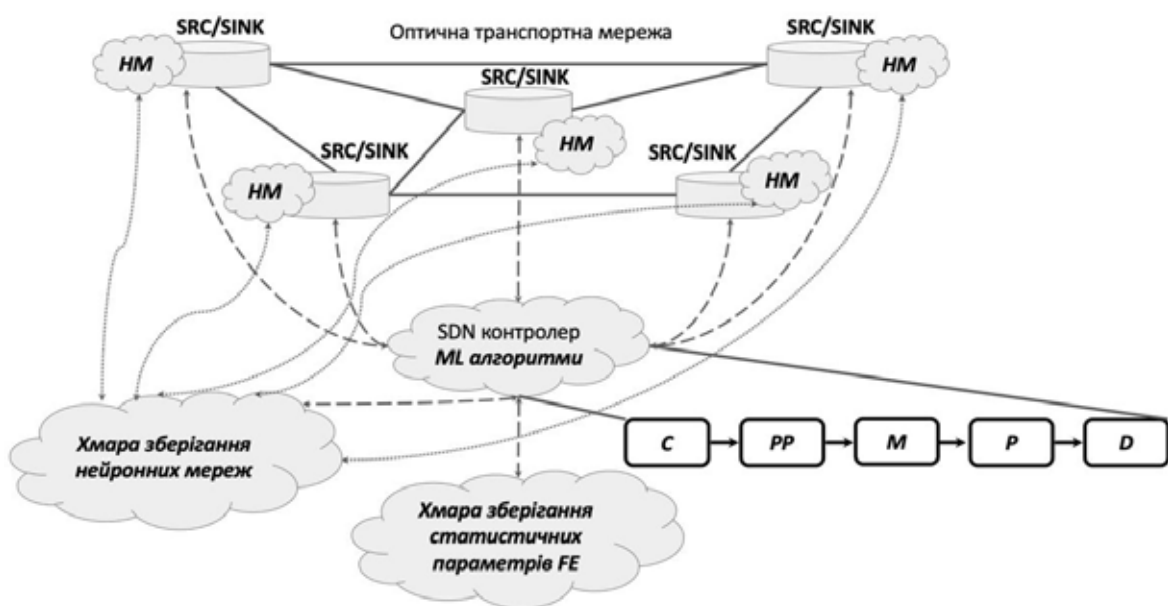 SRC/SINK
Оптична транспортна мережа
SRC/SINK
НМ
SRC/SINK
НМ
SRC/SINK
НМ
SRC/SINK
НМ
НМ
SDN контролер
ML алгоритми
Хмара зберігання
нейронних мереж
C
PP
M
P
D
Хмара зберігання
статистичних
параметрів FE